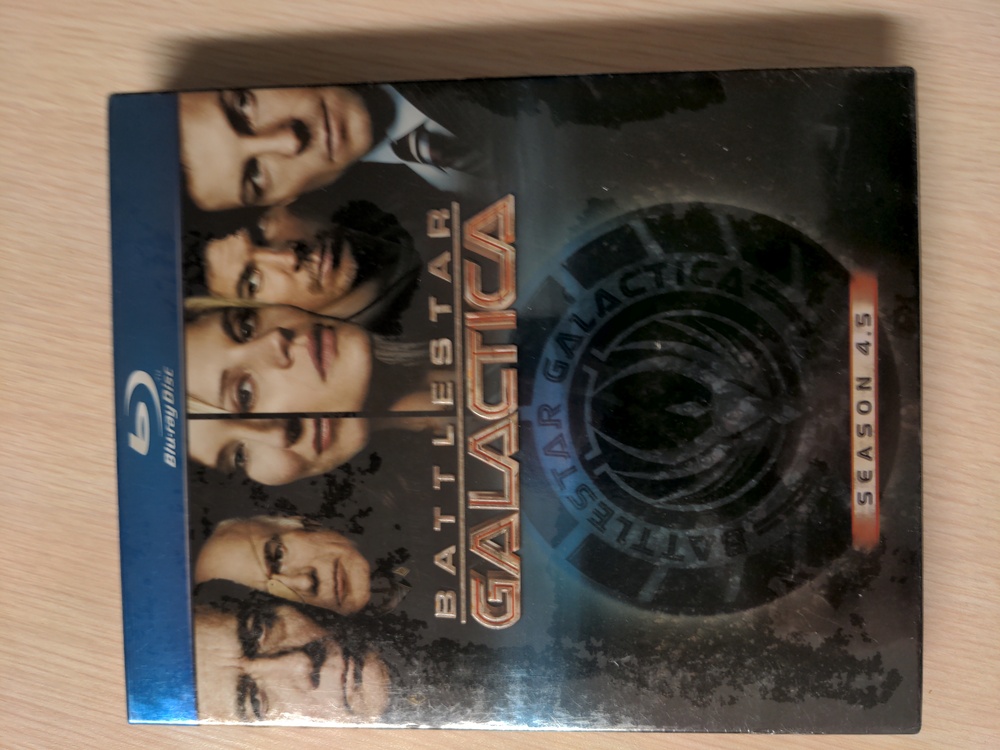 Blu-ray Disc
BATTLESTAR
GALACTICA
BATTLESTAR GALACTICA
SEASON 4.5